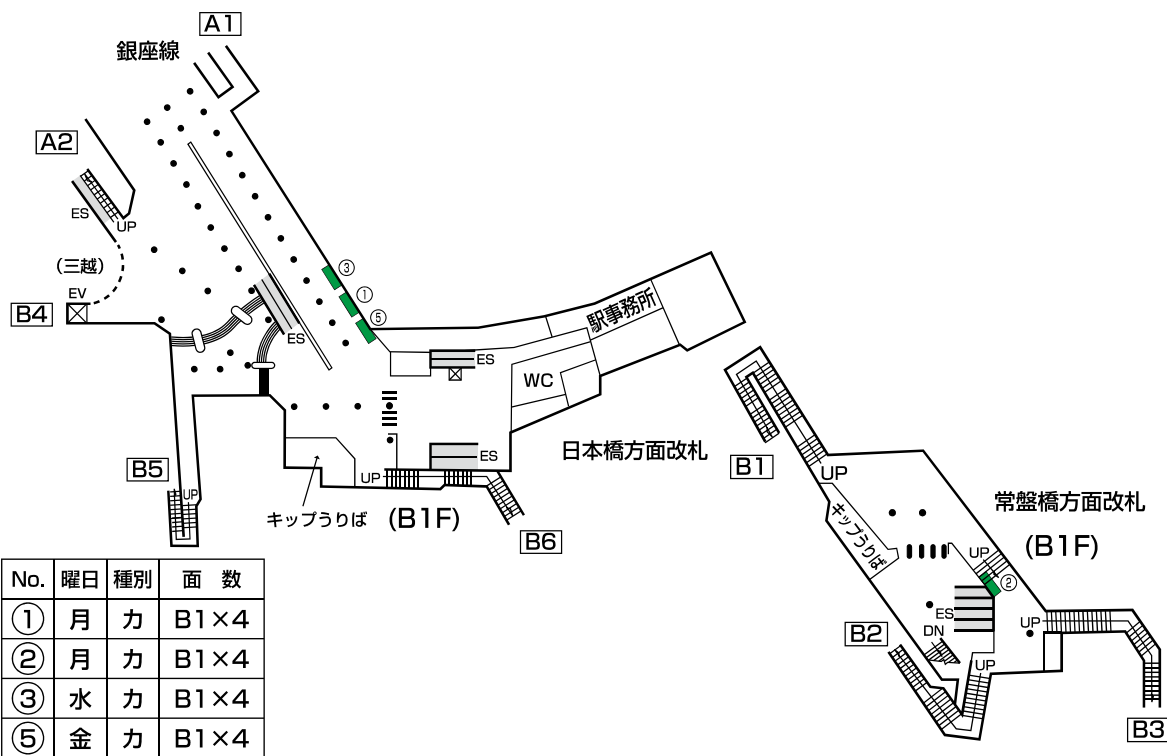 A1
銀座線
A2
ES
UP
(三越)
EV
B4
③
①
⑤
ES
駅事務所
ES
WC
日本橋方面改札
ES
B5
UP
UP
キップうりば
(B1F)
B6
B1
UP
キップうりば
常盤橋方面改札
(B1F)
UP
②
ES
DN
UP
B2
UP
B3
No. 曜日 種別 面 数
① 月 カ B1×4
② 月 カ B1×4
③ 水 カ B1×4
⑤ 金 カ B1×4